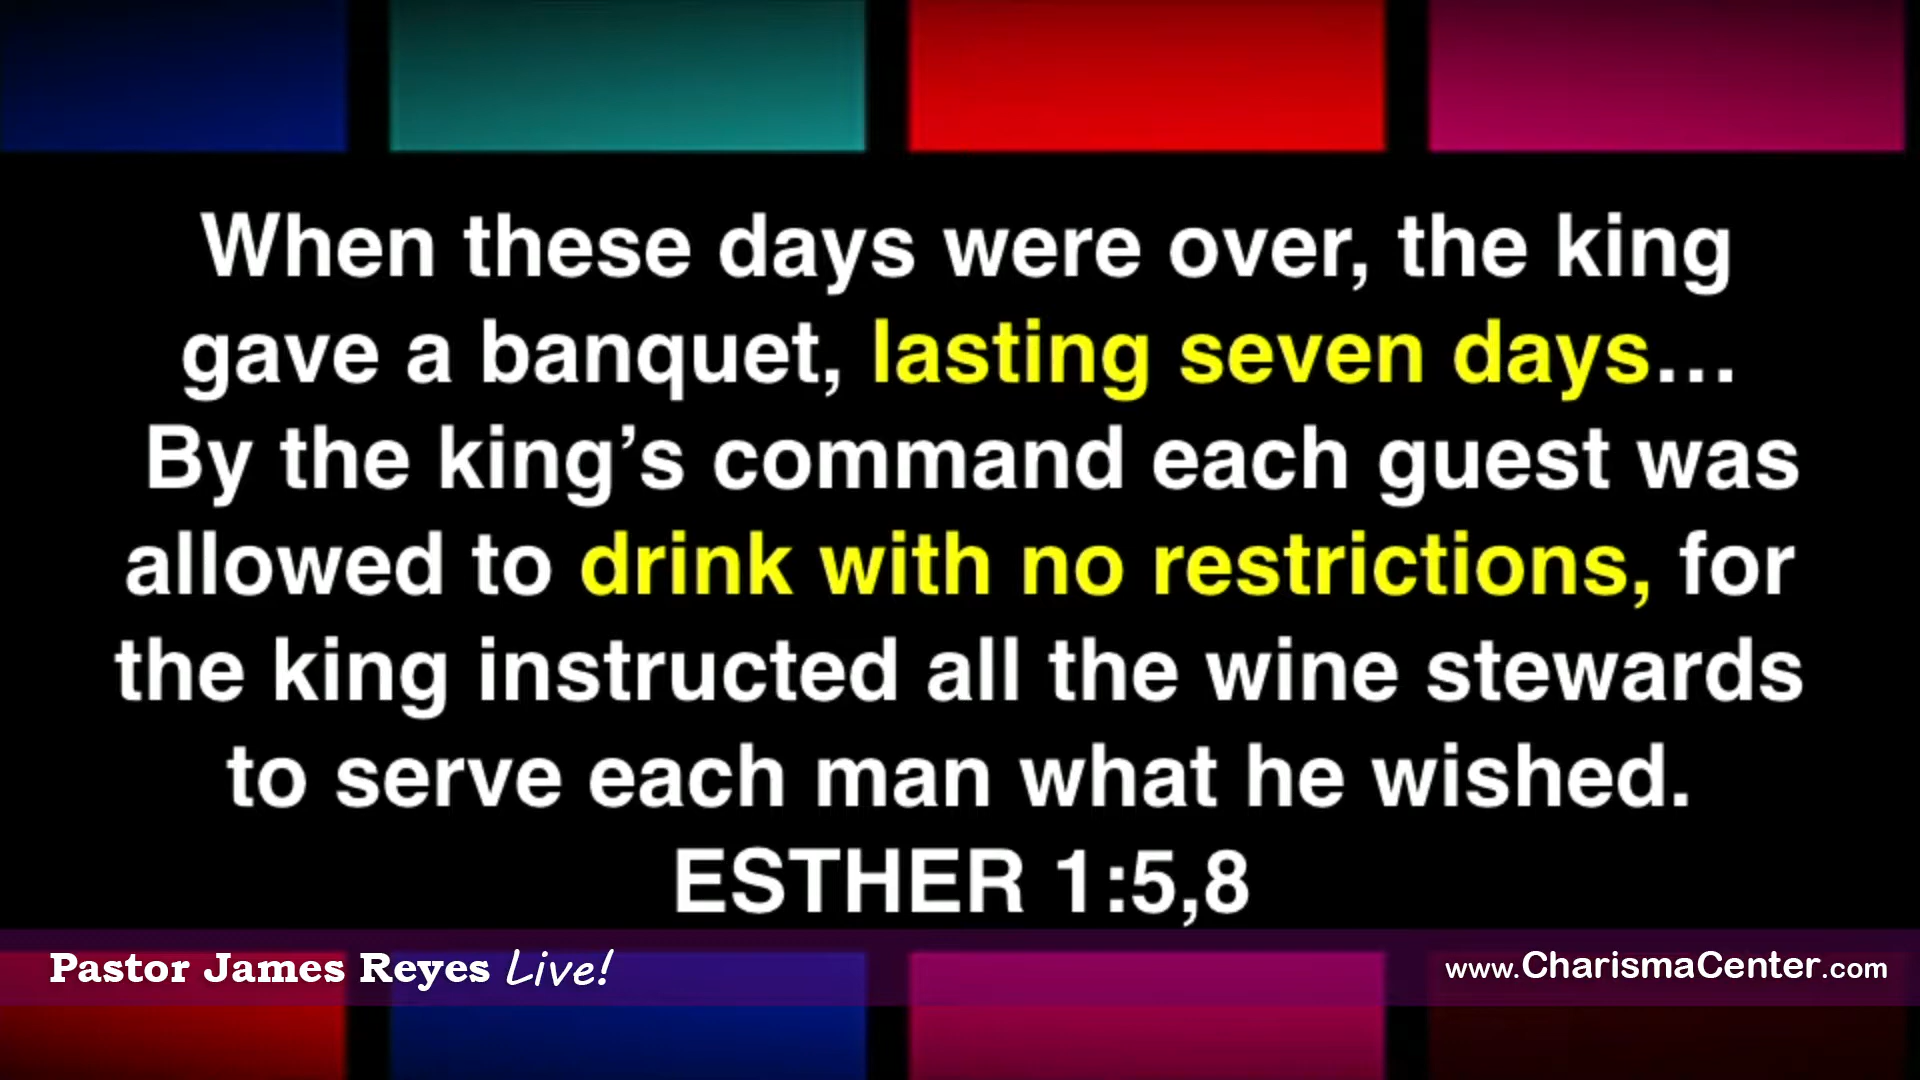 When these days were over, the king
gave a banquet, lasting seven days…
By the king’s command each guest was
allowed to drink with no restrictions, for
the king instructed all the wine stewards
to serve each man what he wished.
ESTHER 1:5,8
Pastor James Reyes Live!
www.CharismaCenter.com